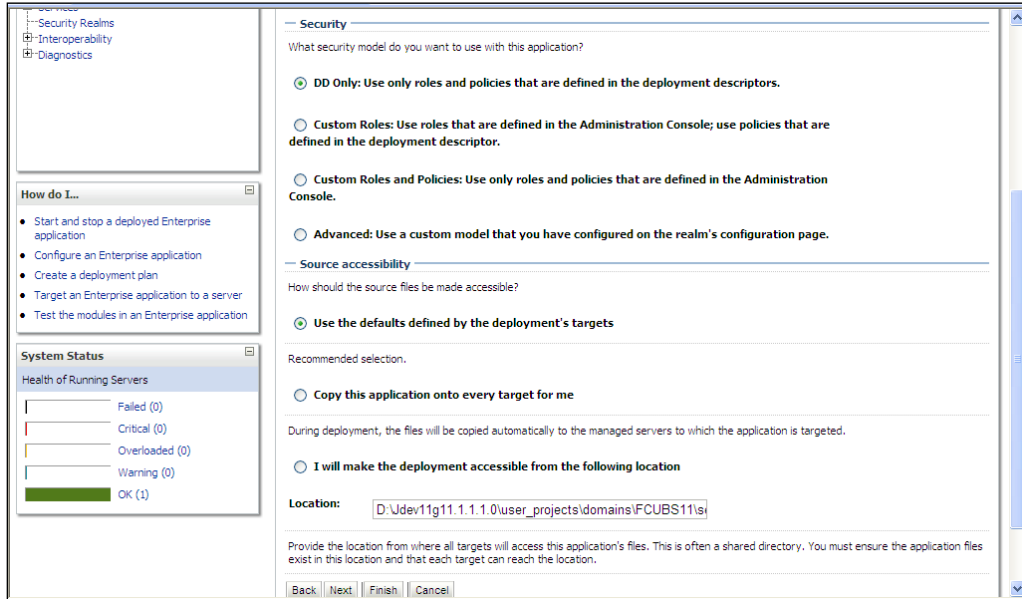 Services
Security Realms
Interoperability
Diagnostics
How do I...
Start and stop a deployed Enterprise
application
Configure an Enterprise application
Create a deployment plan
Target an Enterprise application to a server
Test the modules in an Enterprise application
System Status
Health of Running Servers
Failed (0)
Critical (0)
Overloaded (0)
Warning (0)
OK (1)
Security
What security model do you want to use with this application?
DD Only: Use only roles and policies that are defined in the deployment descriptors.
Custom Roles: Use roles that are defined in the Administration Console; use policies that are
defined in the deployment descriptor.
Custom Roles and Policies: Use only roles and policies that are defined in the Administration
Console.
Advanced: Use a custom model that you have configured on the realm's configuration page.
Source accessibility
How should the source files be made accessible?
Use the defaults defined by the deployment's targets
Recommended selection.
Copy this application onto every target for me
During deployment, the files will be copied automatically to the managed servers to which the application is targeted.
I will make the deployment accessible from the following location
Location:
D:\Jdev11g11.1.1.1.0\user_projects\domains\FCUBS11\se
Provide the location from where all targets will access this application's files. This is often a shared directory. You must ensure the application files
exist in this location and that each target can reach the location.
Back Next Finish Cancel